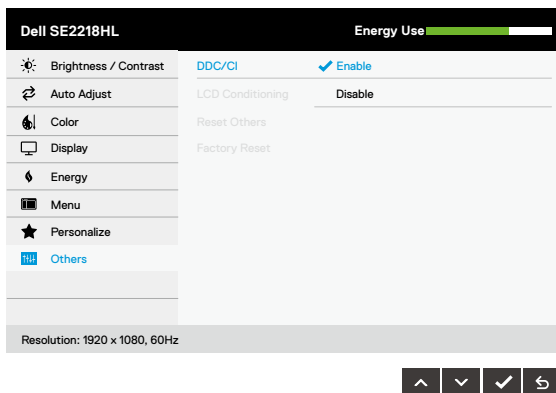 Dell SE2218HL Energy Use
Brightness / Contrast DDC/CI Enable
Auto Adjust LCD Conditioning Disable
Color Reset Others
Display Factory Reset
Energy
Menu
Personalize
Others
Resolution: 1920 x 1080, 60Hz